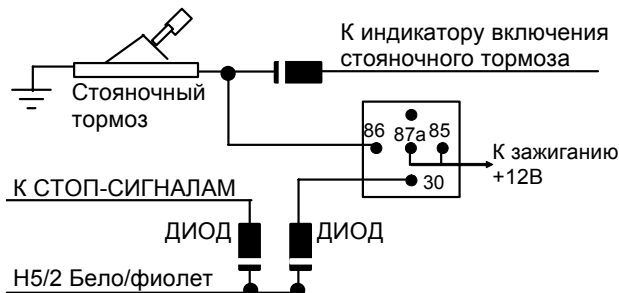 К индикатору включения
стояночного тормоза
Стояночный
тормоз
86
87а
85
30
К зажиганию
+12В
К СТОП-СИГНАЛАМ
ДИОД
ДИОД
Н5/2 Бело/фиолет